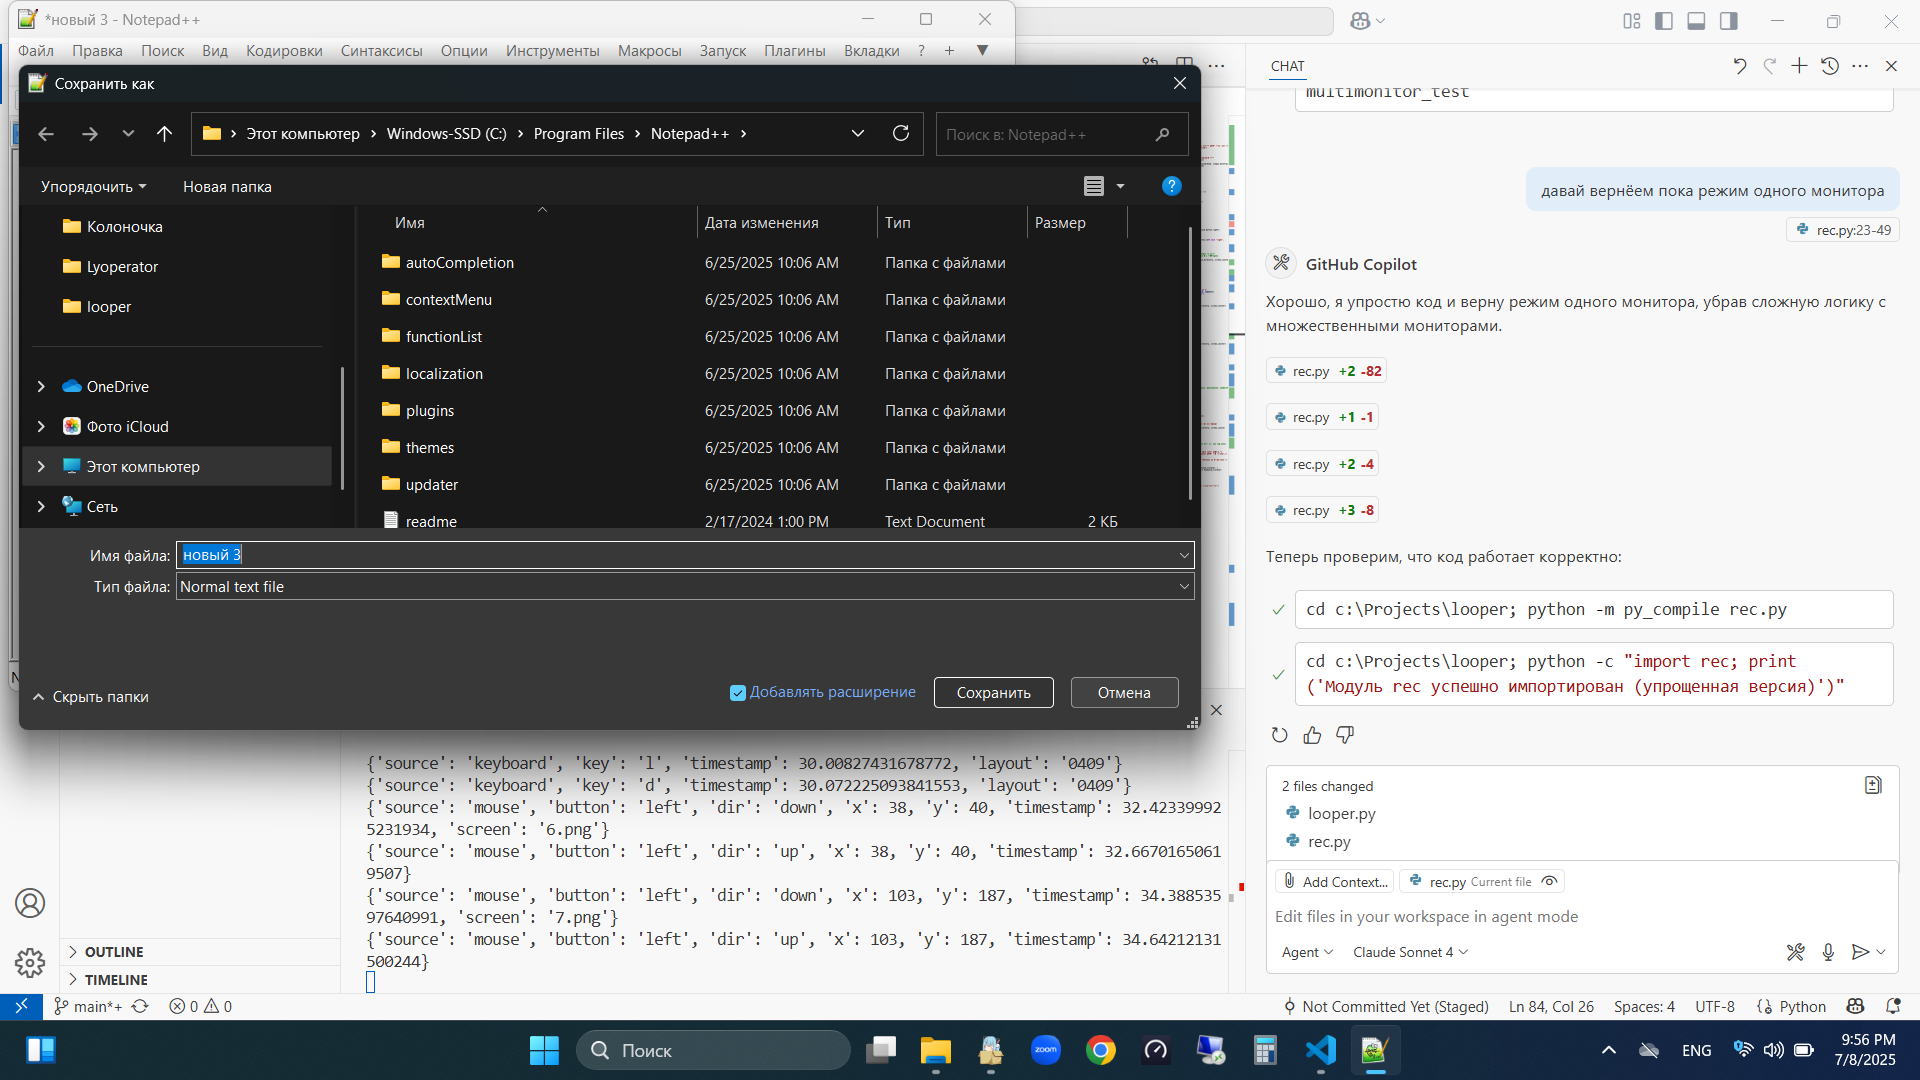 *новый 3 - Notepad++
Файл Правка Поиск Вид Кодировки Синтаксисы Опции Инструменты Макросы Запуск Плагины Вкладки ? + ▼
Сохранить как
Этот компьютер > Windows-SSD (C:) > Program Files > Notepad++ >
Поиск в: Notepad++
Упорядочить
Новая папка
Колоночка
Lyoperator
looper
OneDrive
Фото iCloud
Этот компьютер
Сеть
Имя Дата изменения Тип Размер
autoCompletion 6/25/2025 10:06 AM Папка с файлами
contextMenu 6/25/2025 10:06 AM Папка с файлами
functionList 6/25/2025 10:06 AM Папка с файлами
localization 6/25/2025 10:06 AM Папка с файлами
plugins 6/25/2025 10:06 AM Папка с файлами
themes 6/25/2025 10:06 AM Папка с файлами
updater 6/25/2025 10:06 AM Папка с файлами
readme 2/17/2024 1:00 PM Text Document 2 КБ
Имя файла: новый 3
Тип файла: Normal text file
Скрыть папки
Добавлять расширение
Сохранить
Отмена
{'source': 'keyboard', 'key': 'l', 'timestamp': 30.00827431678772, 'layout': '0409'}
{'source': 'keyboard', 'key': 'd', 'timestamp': 30.072225093841553, 'layout': '0409'}
{'source': 'mouse', 'button': 'left', 'dir': 'down', 'x': 38, 'y': 40, 'timestamp': 32.42339992
5231934, 'screen': '6.png'}
{'source': 'mouse', 'button': 'left', 'dir': 'up', 'x': 38, 'y': 40, 'timestamp': 32.6670165061
9507}
{'source': 'mouse', 'button': 'left', 'dir': 'down', 'x': 103, 'y': 187, 'timestamp': 34.388535
97640991, 'screen': '7.png'}
{'source': 'mouse', 'button': 'left', 'dir': 'up', 'x': 103, 'y': 187, 'timestamp': 34.64212131
500244}
OUTLINE
TIMELINE
CHAT
multimonitor_test
давай вернём пока режим одного монитора
rec.py:23-49
GitHub Copilot
Хорошо, я упростю код и верну режим одного монитора, убрав сложную логику с
множественными мониторами.
rec.py +2 -82
rec.py +1 -1
rec.py +2 -4
rec.py +3 -8
Теперь проверим, что код работает корректно:
cd c:\Projects\looper; python -m py_compile rec.py
cd c:\Projects\looper; python -c "import rec; print
('Модуль rec успешно импортирован (упрощенная версия)')"
2 files changed
looper.py
rec.py
Add Context...
rec.py Current file
Edit files in your workspace in agent mode
Agent
Claude Sonnet 4
main*+
0 0
Not Committed Yet (Staged) Ln 84, Col 26 Spaces: 4 UTF-8 Python
Поиск
zoom
ENG
9:56 PM
7/8/2025